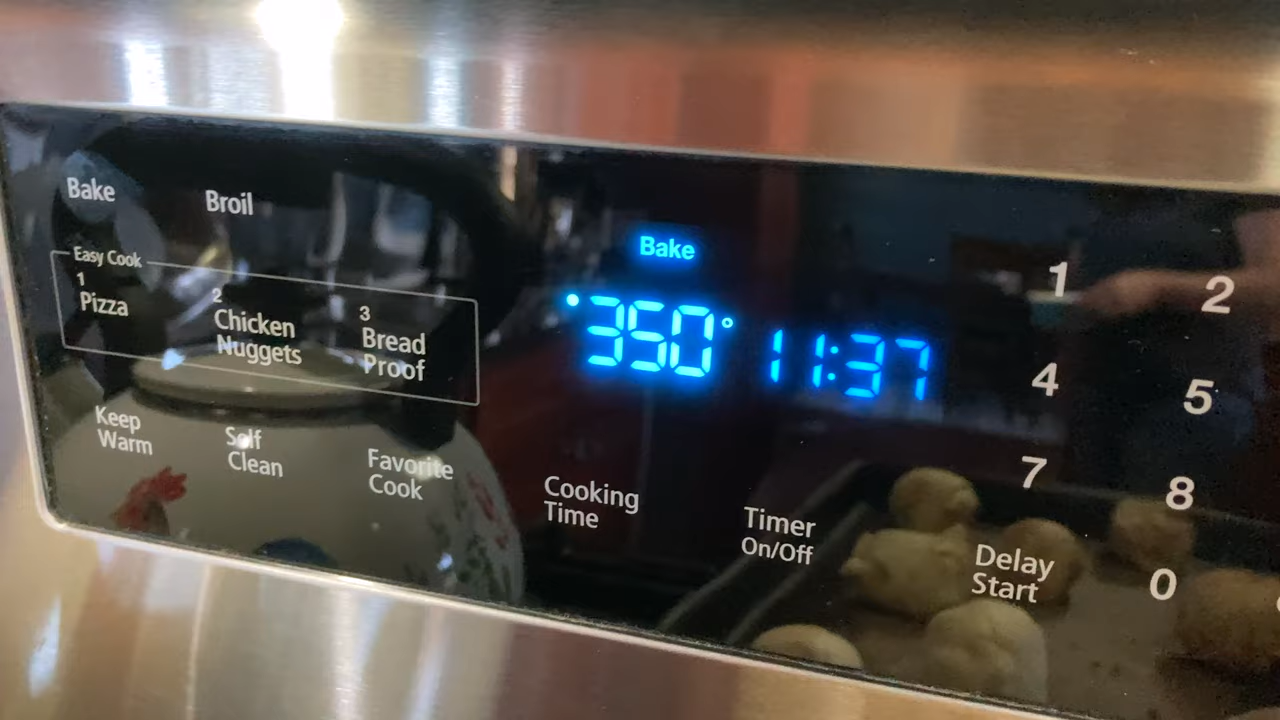 Bake
Broil
Easy Cook
1
Pizza
2
Chicken
Nuggets
3
Bread
Proof
Keep
Warm
Self
Clean
Favorite
Cook
Bake
350°
11:37
Cooking
Time
Timer
On/Off
Delay
Start
1 2
4 5
7 8
0